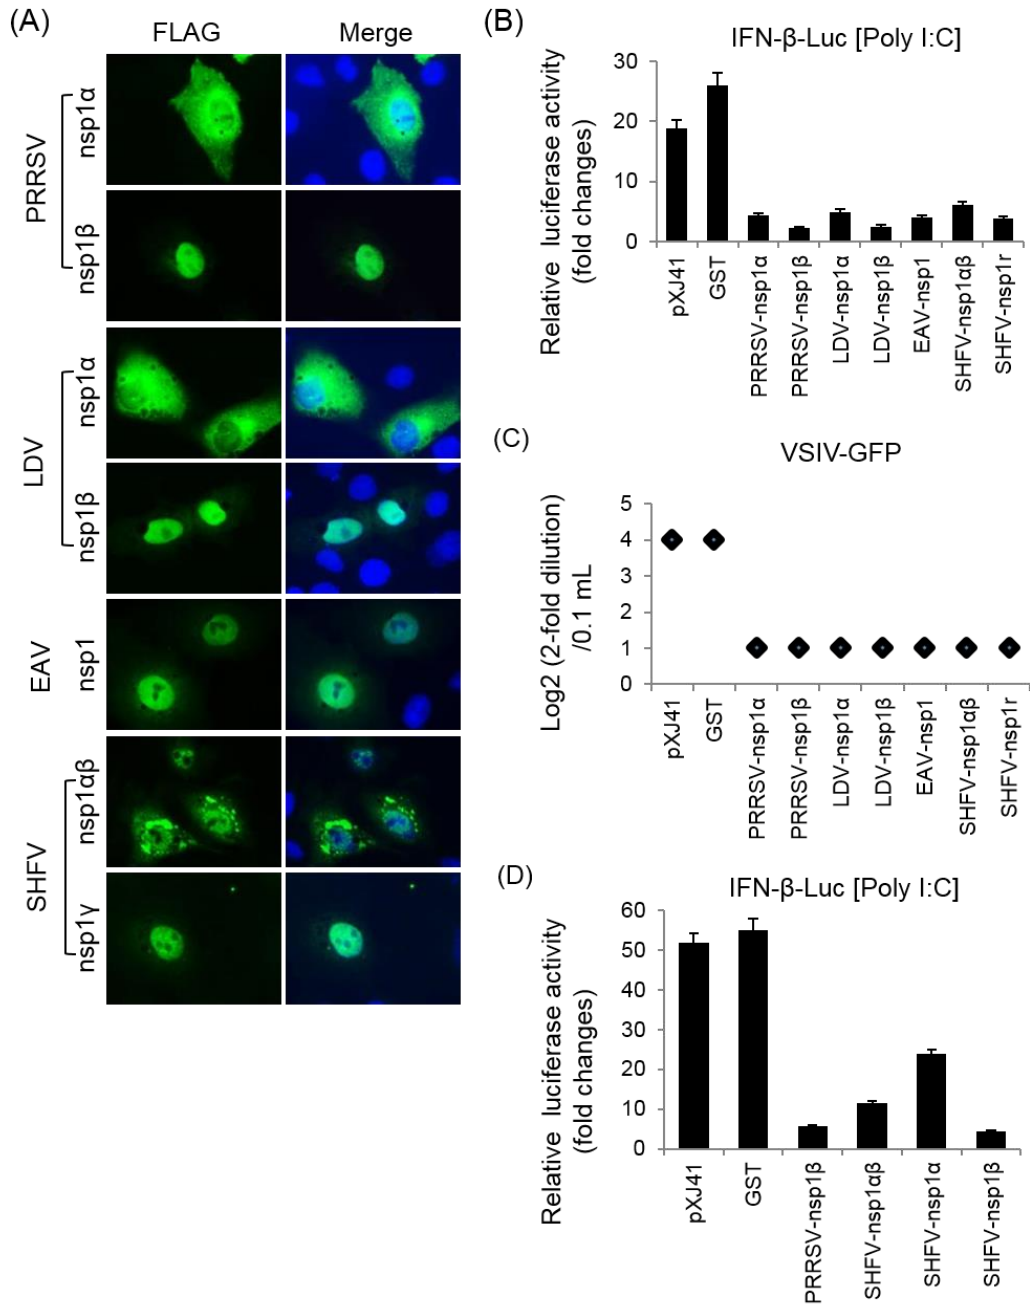 (A)
FLAG
Merge
PRRSV
nsp1α
nsp1β
LDV
nsp1α
nsp1β
EAV
nsp1
SHFV
nsp1αβ
nsp1γ
(B)
IFN-β-Luc [Poly I:C]
Relative luciferase activity
(fold changes)
30
20
10
0
pXJ41
GST
PRRSV-nsp1α
PRRSV-nsp1β
LDV-nsp1α
LDV-nsp1β
EAV-nsp1
SHFV-nsp1αβ
SHFV-nsp1r
(C)
VSIV-GFP
Log2 (2-fold dilution)
/0.1 mL
5
4
3
2
1
0
pXJ41
GST
PRRSV-nsp1α
PRRSV-nsp1β
LDV-nsp1α
LDV-nsp1β
EAV-nsp1
SHFV-nsp1αβ
SHFV-nsp1r
(D)
IFN-β-Luc [Poly I:C]
Relative luciferase activity
(fold changes)
60
50
40
30
20
10
0
pXJ41
GST
PRRSV-nsp1β
SHFV-nsp1αβ
SHFV-nsp1α
SHFV-nsp1β